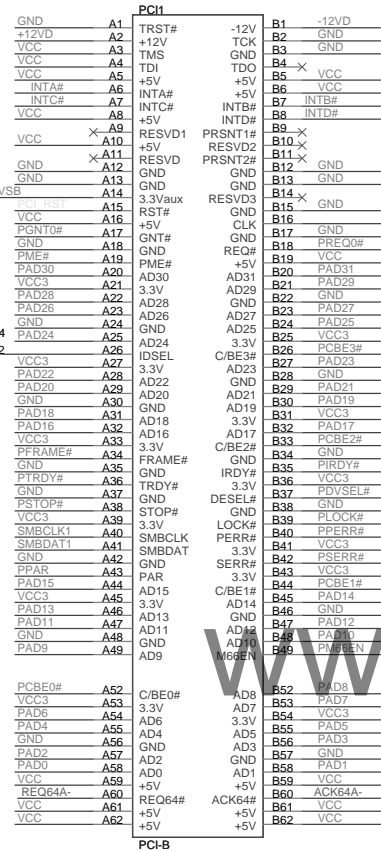 PCI1
GND A1 TRST# -12V B1 -12VD
+12VD A2 +12V TCK B2 GND
VCC A3 TMS GND B3 GND
VCC A4 TDI TDO B4
VCC A5 +5V +5V B5 VCC
INTA# A6 INTA# +5V B6 VCC
INTC# A7 INTC# INTB# B7 INTB#
VCC A8 +5V INTD# B8 INTD#
A9 RESVD1 PRSNT1# B9
VCC A10 +5V RESVD2 B10
A11 RESVD PRSNT2# B11
GND A12 GND GND B12 GND
GND A13 GND GND B13 GND
VSB A14 3.3Vaux RESVD3 B14
PCI_RST A15 RST# GND B15 GND
VCC A16 +5V CLK B16
PGNT0# A17 GNT# GND B17 GND
GND A18 GND REQ# B18 PREQ0#
PME# A19 PME# +5V B19 VCC
PAD30 A20 AD30 AD31 B20 PAD31
VCC3 A21 3.3V AD29 B21 PAD29
PAD28 A22 AD28 GND B22 GND
PAD26 A23 AD26 AD27 B23 PAD27
GND A24 GND AD25 B24 PAD25
4 PAD24 A25 AD24 3.3V B25 VCC3
2 A26 IDSEL C/BE3# B26 PCBE3#
VCC3 A27 3.3V AD23 B27 PAD23
PAD22 A28 AD22 GND B28 GND
PAD20 A29 AD20 AD21 B29 PAD21
GND A30 GND AD19 B30 PAD19
PAD18 A31 AD18 3.3V B31 VCC3
PAD16 A32 AD16 AD17 B32 PAD17
VCC3 A33 3.3V C/BE2# B33 PCBE2#
PFRAME# A34 FRAME# GND B34 GND
GND A35 GND IRDY# B35 PIRDY#
PTRDY# A36 TRDY# 3.3V B36 VCC3
GND A37 GND DESEL# B37 PDVSEL#
PSTOP# A38 STOP# GND B38 GND
VCC3 A39 3.3V LOCK# B39 PLOCK#
SMBCLK1 A40 SMBCLK PERR# B40 PPERR#
SMBDAT1 A41 SMBDAT 3.3V B41 VCC3
GND A42 GND SERR# B42 PSERR#
PPAR A43 PAR 3.3V B43 VCC3
PAD15 A44 AD15 C/BE1# B44 PCBE1#
VCC3 A45 3.3V AD14 B45 PAD14
PAD13 A46 AD13 GND B46 GND
PAD11 A47 AD11 AD12 B47 PAD12
GND A48 GND AD10 B48 PAD10
PAD9 A49 AD9 M66EN B49 PM66EN
WW
PCBE0# A52 C/BE0# AD8 B52 PAD8
VCC3 A53 3.3V AD7 B53 PAD7
PAD6 A54 AD6 3.3V B54 VCC3
PAD4 A55 AD4 AD5 B55 PAD5
GND A56 GND AD3 B56 PAD3
PAD2 A57 AD2 GND B57 GND
PAD0 A58 AD0 AD1 B58 PAD1
VCC A59 +5V +5V B59 VCC
REQ64A- A60 REQ64# ACK64# B60 ACK64A-
VCC A61 +5V +5V B61 VCC
VCC A62 +5V +5V B62 VCC
PCI-B